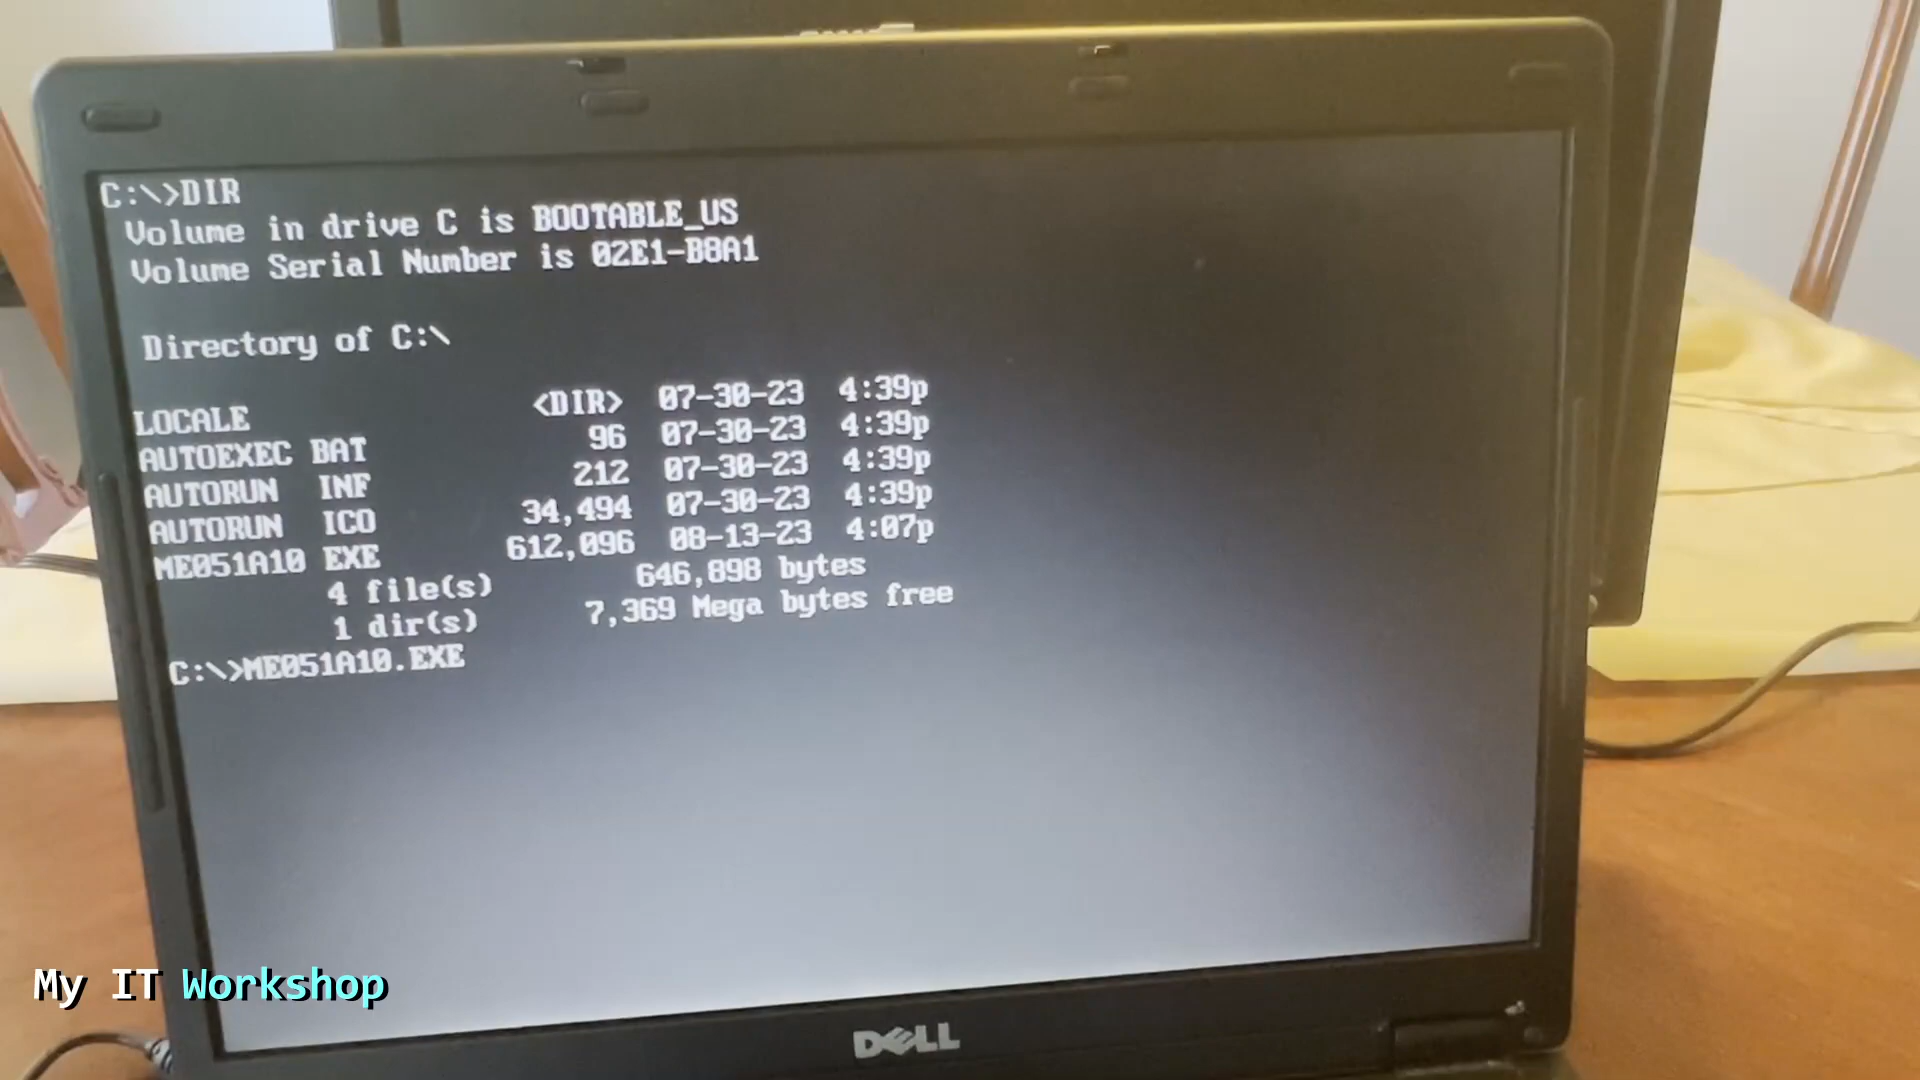 C:\>DIR
Volume in drive C is BOOTABLE_US
Volume Serial Number is 02E1-B8A1
Directory of C:\
LOCALE <DIR> 07-30-23 4:39p
AUTOEXEC BAT 96 07-30-23 4:39p
AUTORUN INF 212 07-30-23 4:39p
AUTORUN ICO 34,494 07-30-23 4:39p
ME051A10 EXE 612,096 08-13-23 4:07p
4 file(s) 646,898 bytes
1 dir(s) 7,369 Mega bytes free
C:\>ME051A10.EXE
My IT Workshop
DELL